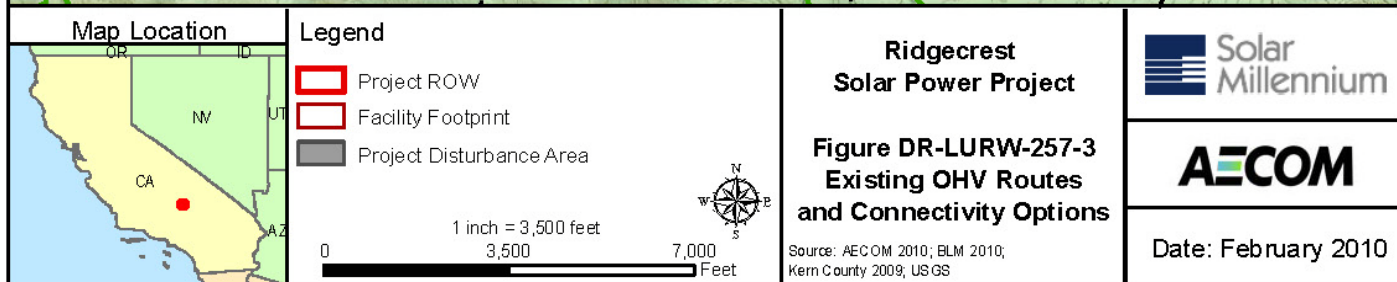 Map Location
OR
ID
NV
UT
CA
AZ
Legend
Project ROW
Facility Footprint
Project Disturbance Area
N
W
E
S
1 inch = 3,500 feet
0 3,500 7,000
Feet
Ridgecrest
Solar Power Project
Figure DR-LURW-257-3
Existing OHV Routes
and Connectivity Options
Source: AECOM 2010; BLM 2010;
Kern County 2009; USGS
Solar
Millennium
AECOM
Date: February 2010